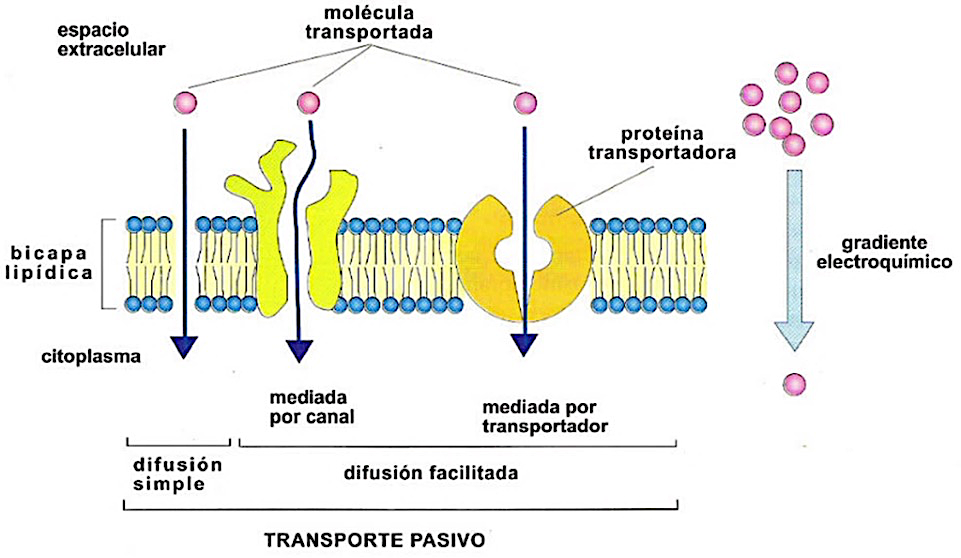 espacio
extracelular
molécula
transportada
proteína
transportadora
bicapa
lipídica
gradiente
electroquímico
citoplasma
mediada
por canal
mediada por
transportador
difusión
simple
difusión facilitada
TRANSPORTE PASIVO